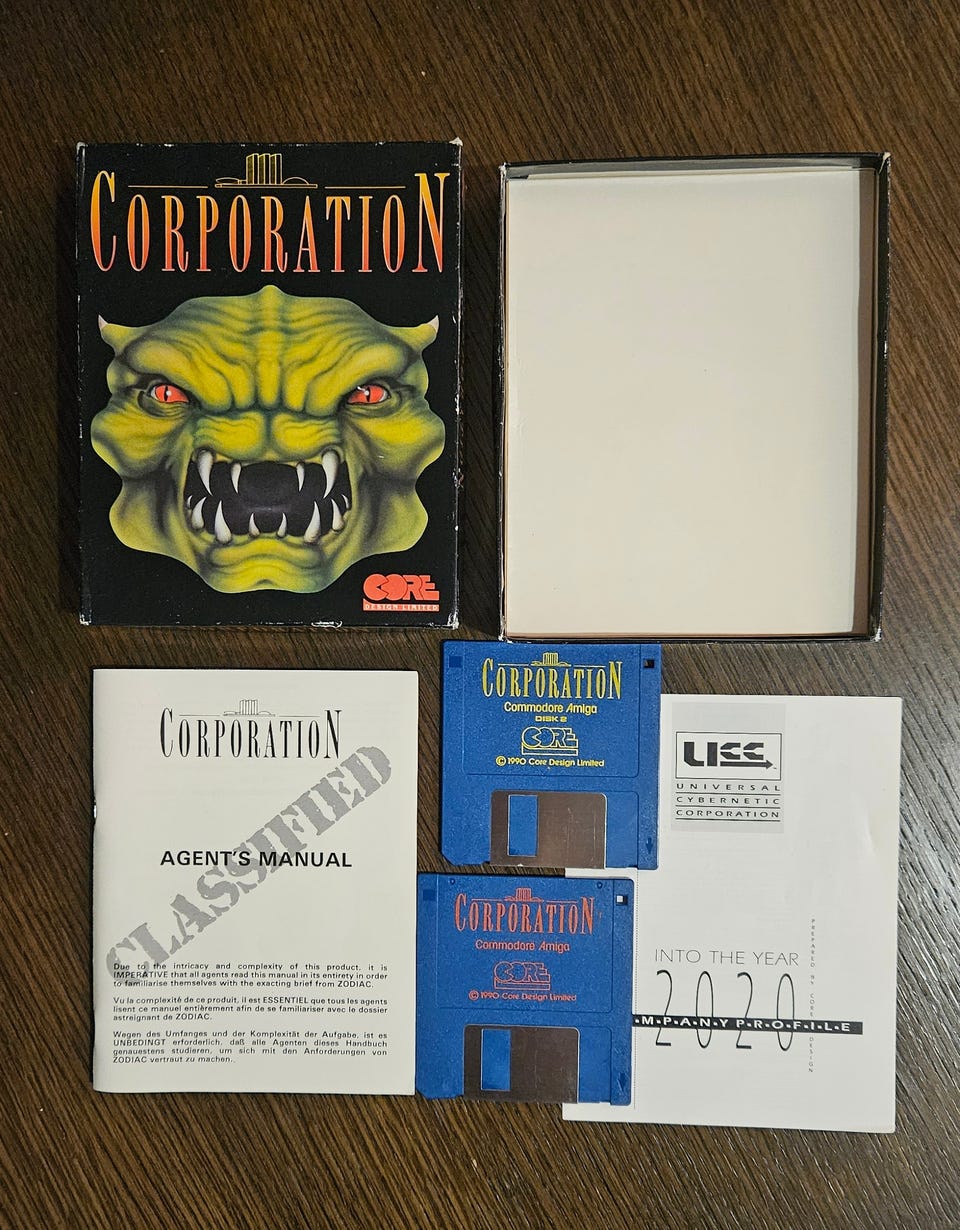 CORPORATION
CORE
DESIGN LIMITED
CORPORATION
CLASSIFIED
AGENT'S MANUAL
Due to the intricacy and complexity of this product, it is
IMPERATIVE that all agents read this manual in its entirety in order
to familiarise themselves with the exacting brief from ZODIAC.
Vu la complexité de ce produit, il est ESSENTIEL que tous les agents
lisent ce manuel entièrement afin de se familiariser avec le dossier
astreignant de ZODIAC.
Wegen des Umfanges und der Komplexität der Aufgabe, ist es
UNBEDINGT erforderlich, daß alle Agenten dieses Handbuch
genauestens studieren, um sich mit den Anforderungen von
ZODIAC vertraut zu machen.
CORPORATION
Commodore Amiga
DISK 2
CORE
© 1990 Core Design Limited
CORPORATION
Commodore Amiga
CORE
© 1990 Core Design Limited
UCC
UNIVERSAL
CYBERNETIC
CORPORATION
INTO THE YEAR
2020
MPANY PROFILE
PREPARED BY CORE DESIGN